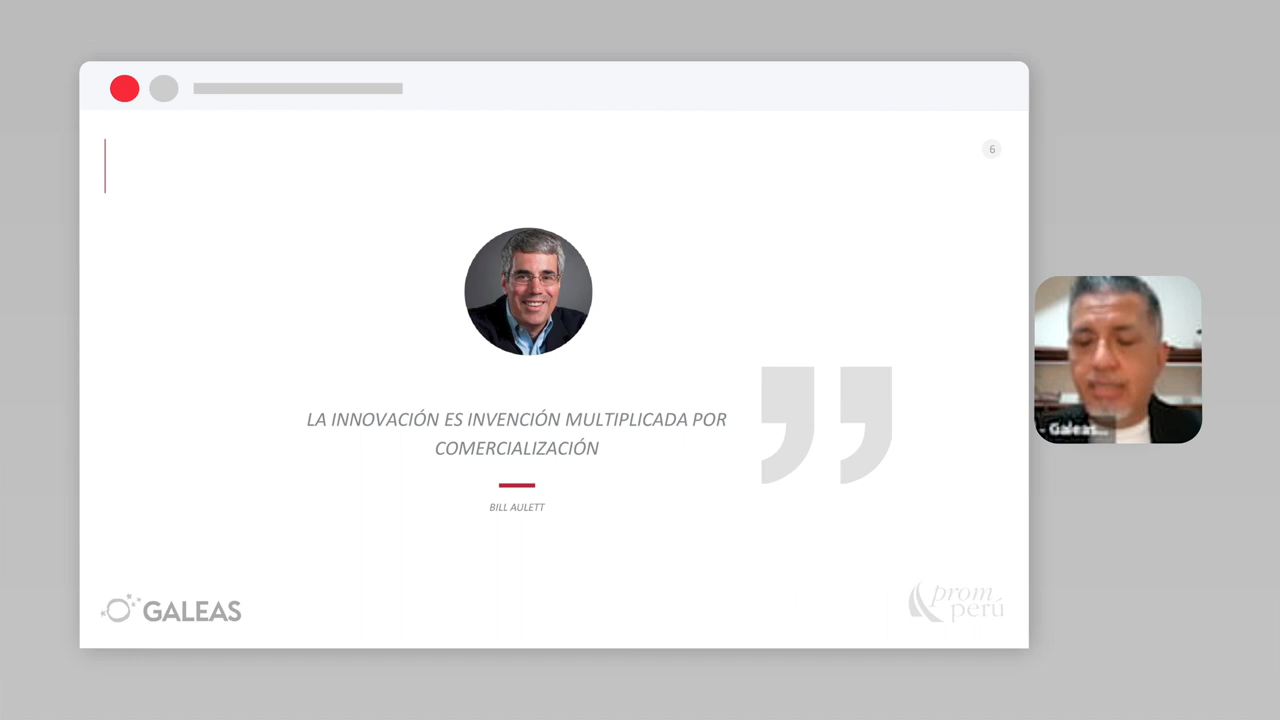 6
LA INNOVACIÓN ES INVENCIÓN MULTIPLICADA POR
COMERCIALIZACIÓN
BILL AULETT
GALEAS
prom
perú
- Galeas...